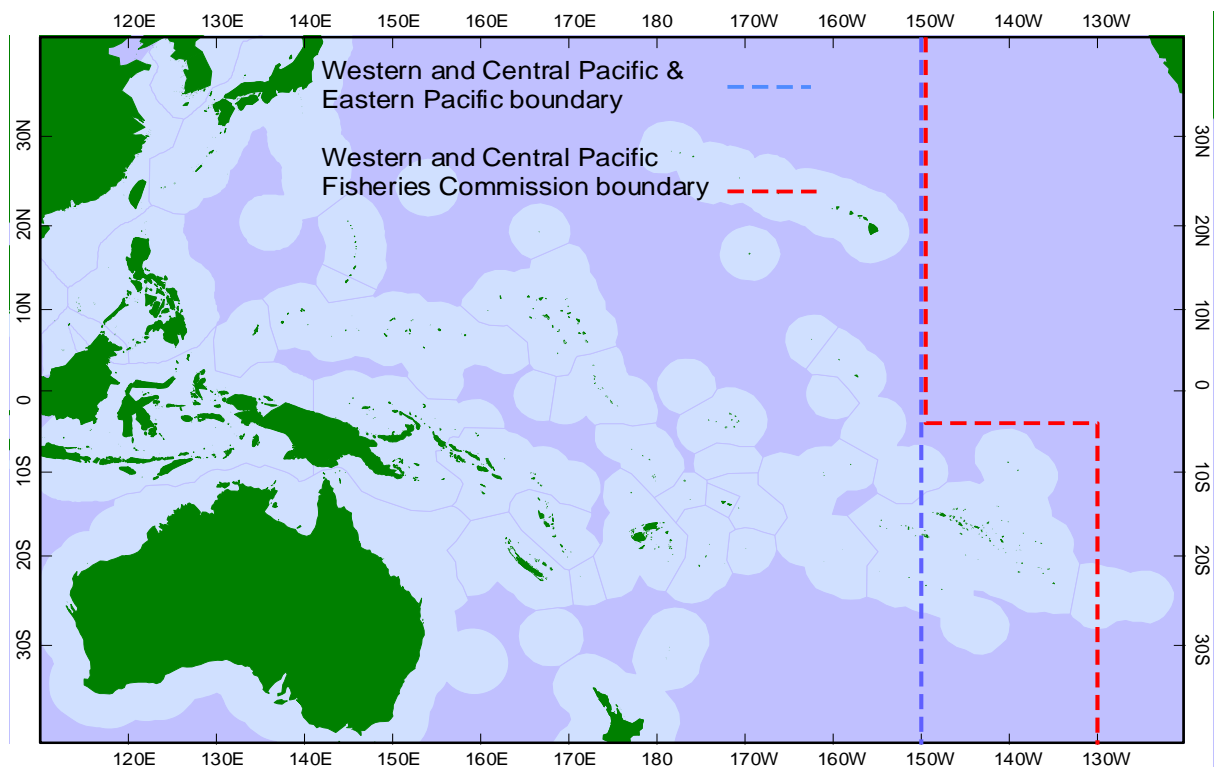 120E 130E 140E 150E 160E 170E 180 170W 160W 150W 140W 130W
Western and Central Pacific &
Eastern Pacific boundary
Western and Central Pacific
Fisheries Commission boundary
30N 30N
20N 20N
10N 10N
0 0
10S 10S
20S 20S
30S 30S
120E 130E 140E 150E 160E 170E 180 170W 160W 150W 140W 130W